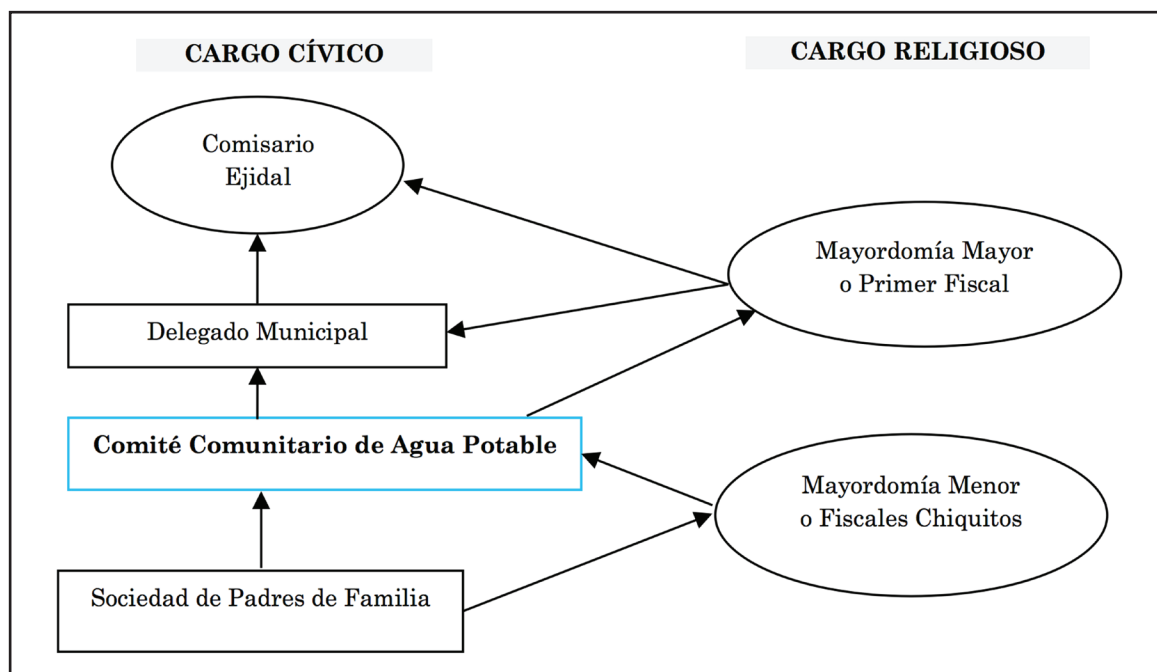 CARGO CÍVICO
CARGO RELIGIOSO
Comisario
Ejidal
Mayordomía Mayor
o Primer Fiscal
Delegado Municipal
Comité Comunitario de Agua Potable
Mayordomía Menor
o Fiscales Chiquitos
Sociedad de Padres de Familia